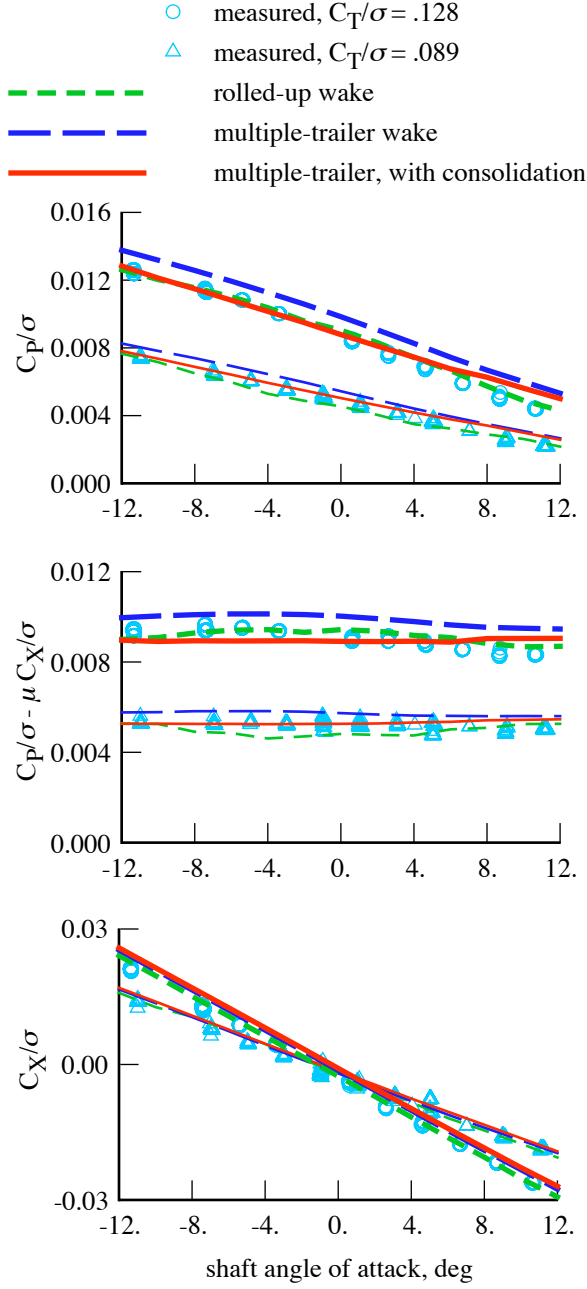 measured, C_T/σ = .128
measured, C_T/σ = .089
rolled-up wake
multiple-trailer wake
multiple-trailer, with consolidation
0.016
0.012
0.008
0.004
0.000
C_P/σ
-12. -8. -4. 0. 4. 8. 12.
0.012
0.008
0.004
0.000
C_P/σ - μ C_X/σ
-12. -8. -4. 0. 4. 8. 12.
0.03
0.00
-0.03
C_X/σ
-12. -8. -4. 0. 4. 8. 12.
shaft angle of attack, deg